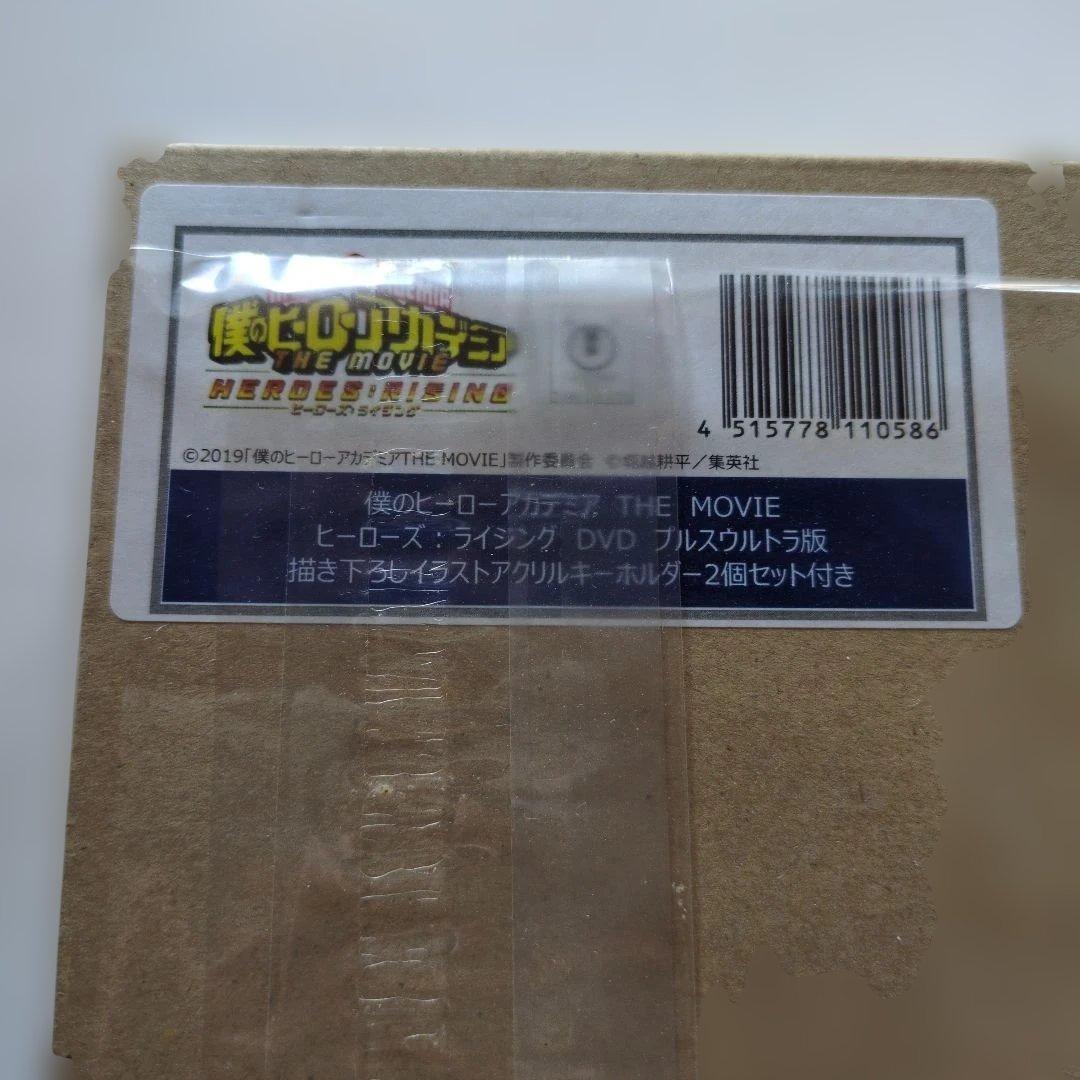 僕のヒーローアカデミア
THE MOVIE
HEROES:RISING
ヒーローズ:ライジング
4 515778 110586
©2019「僕のヒーローアカデミアTHE MOVIE」製作委員会 ©堀越耕平/集英社
僕のヒーローアカデミア THE MOVIE
ヒーローズ:ライジング DVD プルスウルトラ版
描き下ろしイラストアクリルキーホルダー2個セット付き